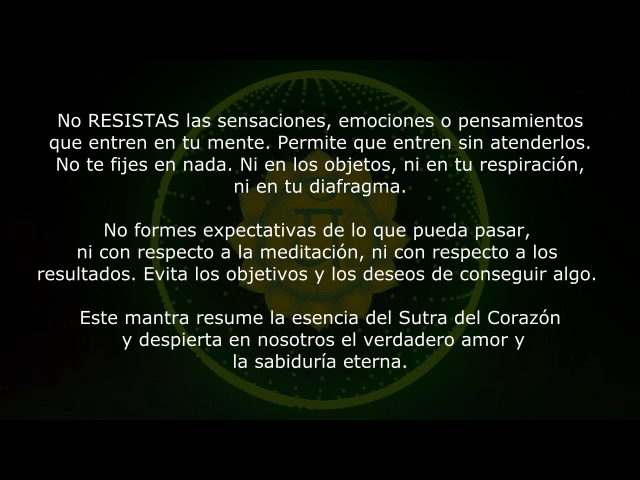 No RESISTAS las sensaciones, emociones o pensamientos
que entren en tu mente. Permite que entren sin atenderlos.
No te fijes en nada. Ni en los objetos, ni en tu respiración,
ni en tu diafragma.
No formes expectativas de lo que pueda pasar,
ni con respecto a la meditación, ni con respecto a los
resultados. Evita los objetivos y los deseos de conseguir algo.
Este mantra resume la esencia del Sutra del Corazón
y despierta en nosotros el verdadero amor y
la sabiduría eterna.